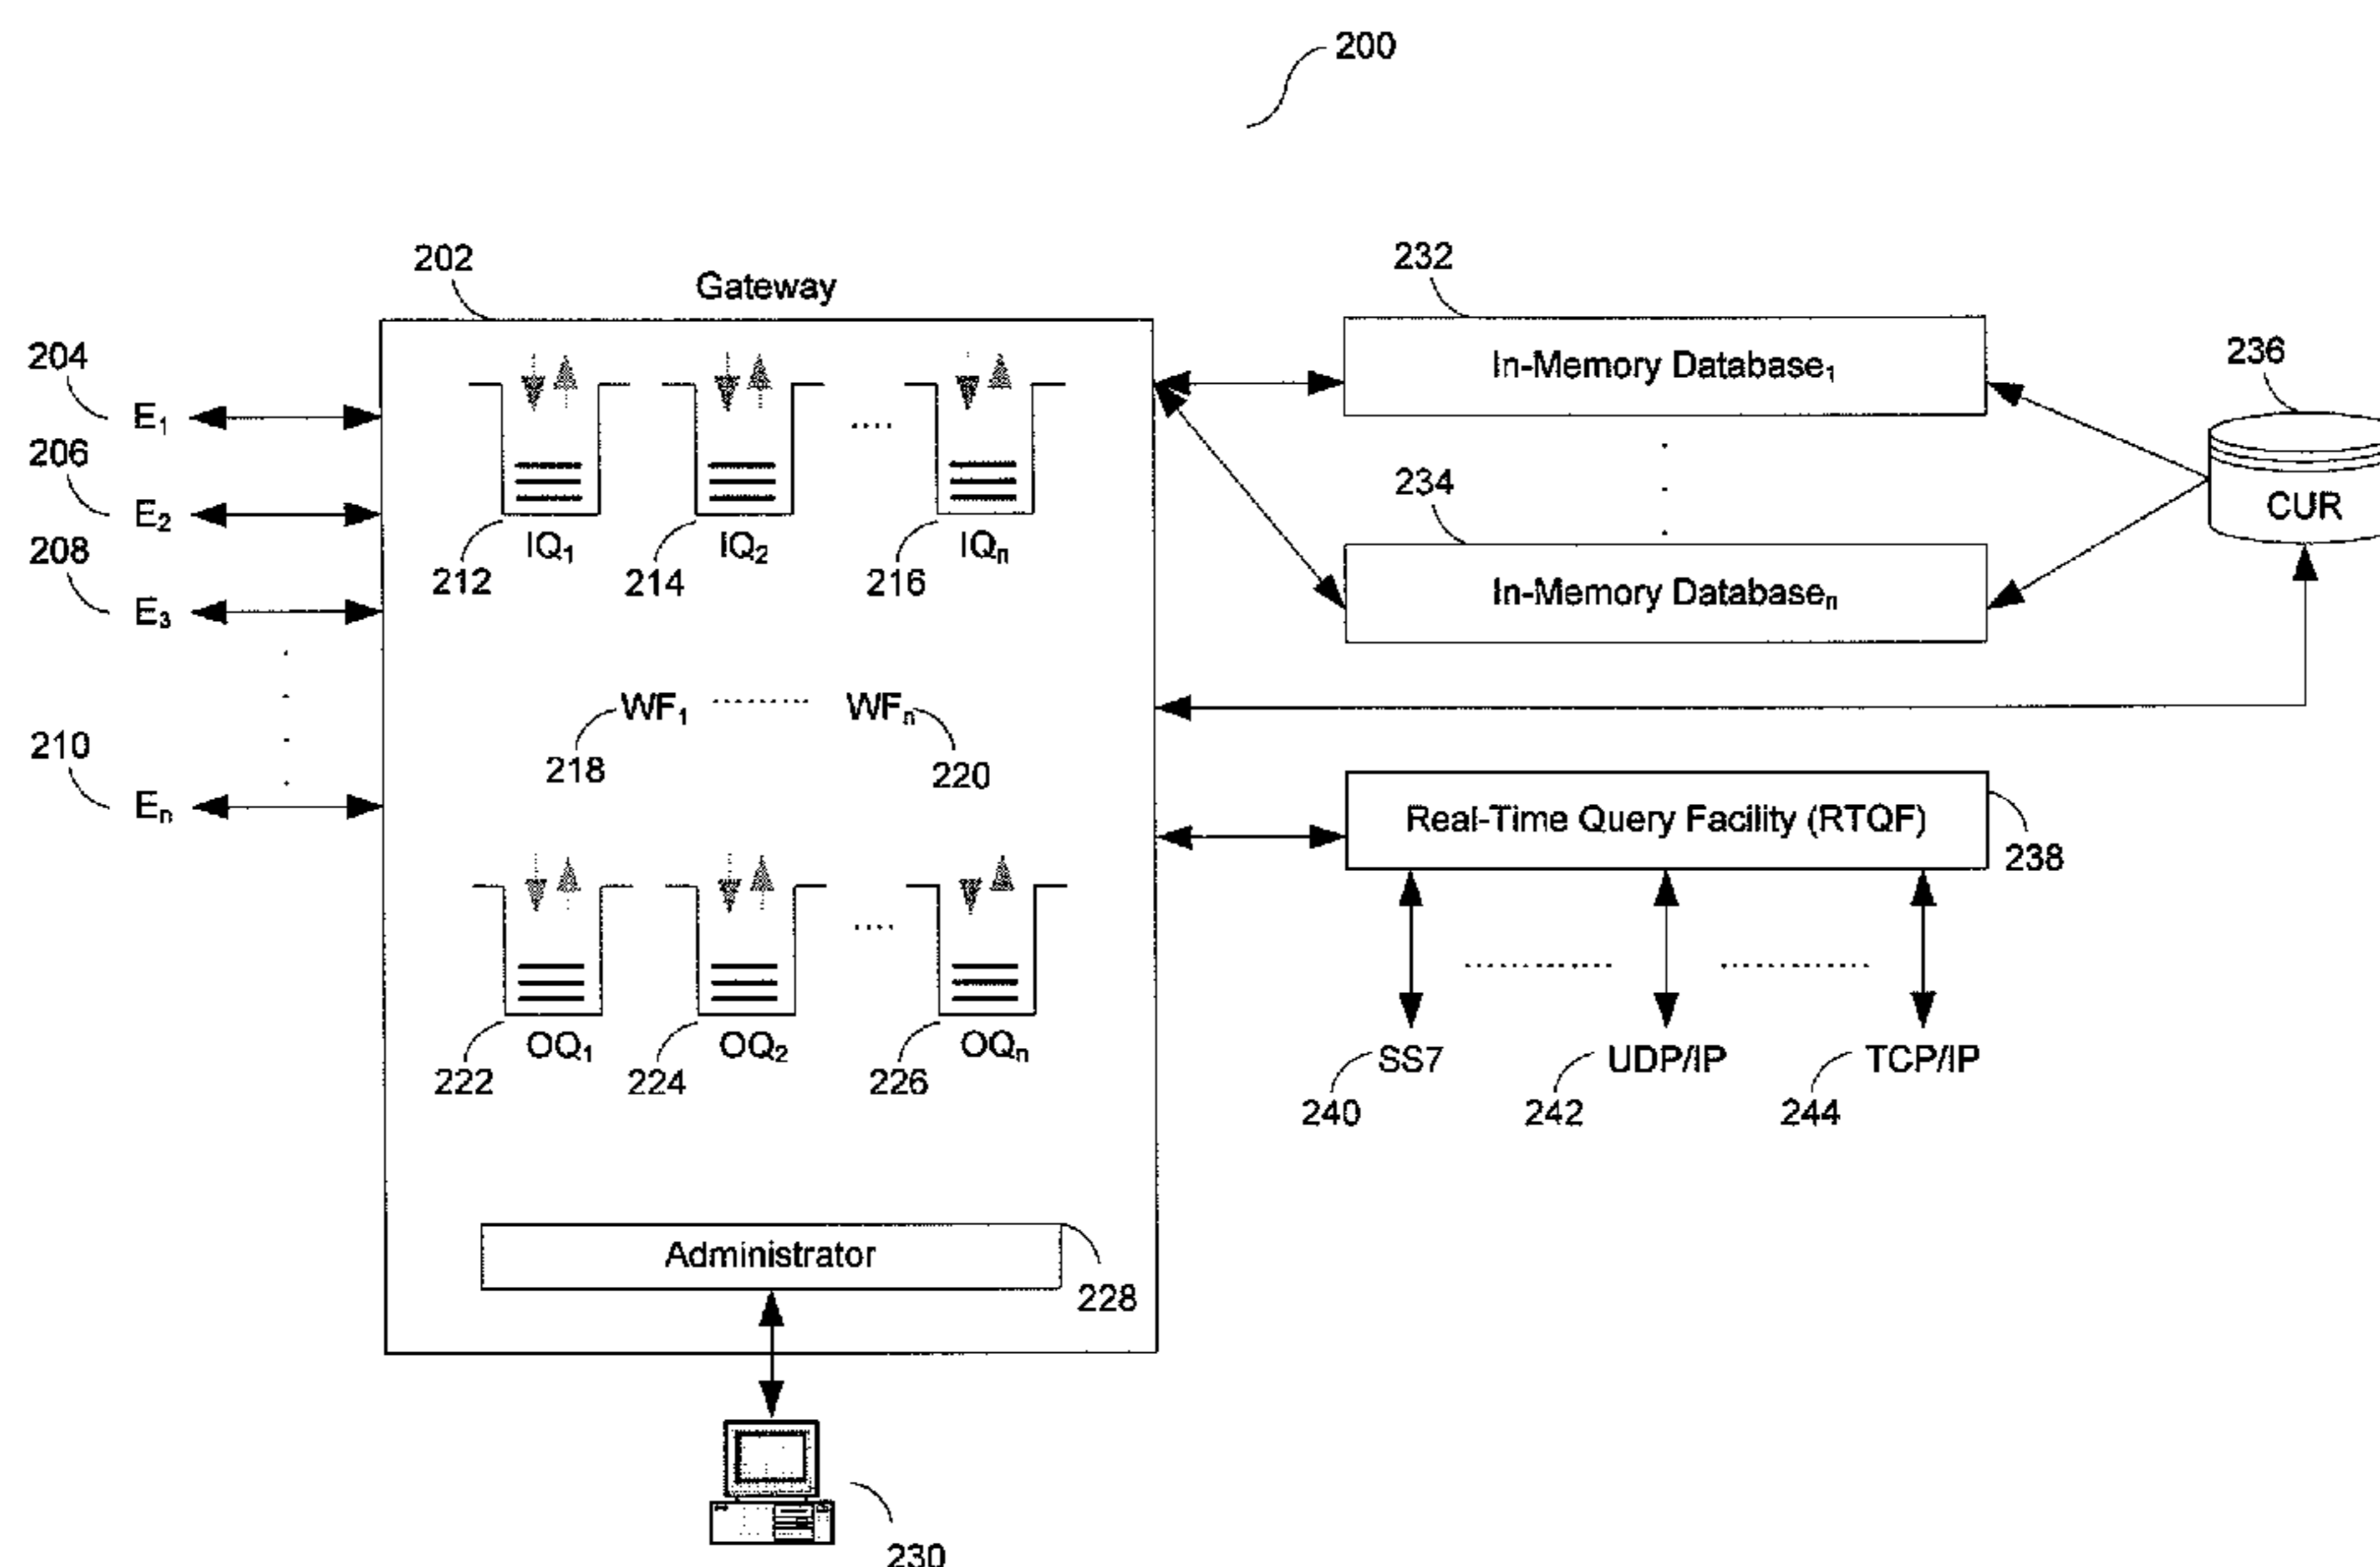 200
202
Gateway
204
E₁
206
E₂
208
E₃
210
Eₙ
212
IQ₁
214
IQ₂
....
216
IQₙ
218
WF₁
..........
WFₙ
220
222
OQ₁
224
OQ₂
....
226
OQₙ
Administrator
228
230
232
In-Memory Database₁
234
In-Memory Databaseₙ
236
CUR
Real-Time Query Facility (RTQF)
238
240
SS7
242
UDP/IP
244
TCP/IP